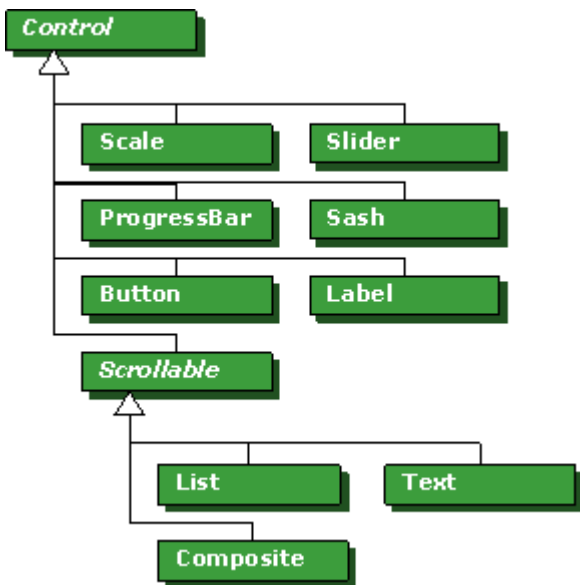 Control
Scale
Slider
ProgressBar
Sash
Button
Label
Scrollable
List
Text
Composite